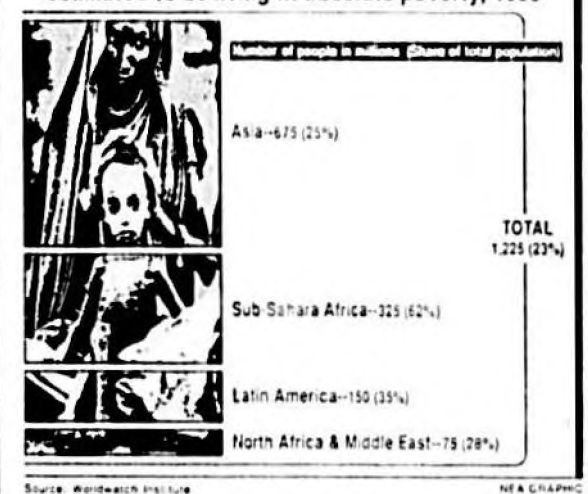 Number of people in millions (Share of total population)
Asia--675 (25%)
TOTAL
1,225 (23%)
Sub-Sahara Africa--325 (62%)
Latin America--150 (35%)
North Africa & Middle East--75 (28%)
Source: Worldwatch Institute
NEA GRAPHIC